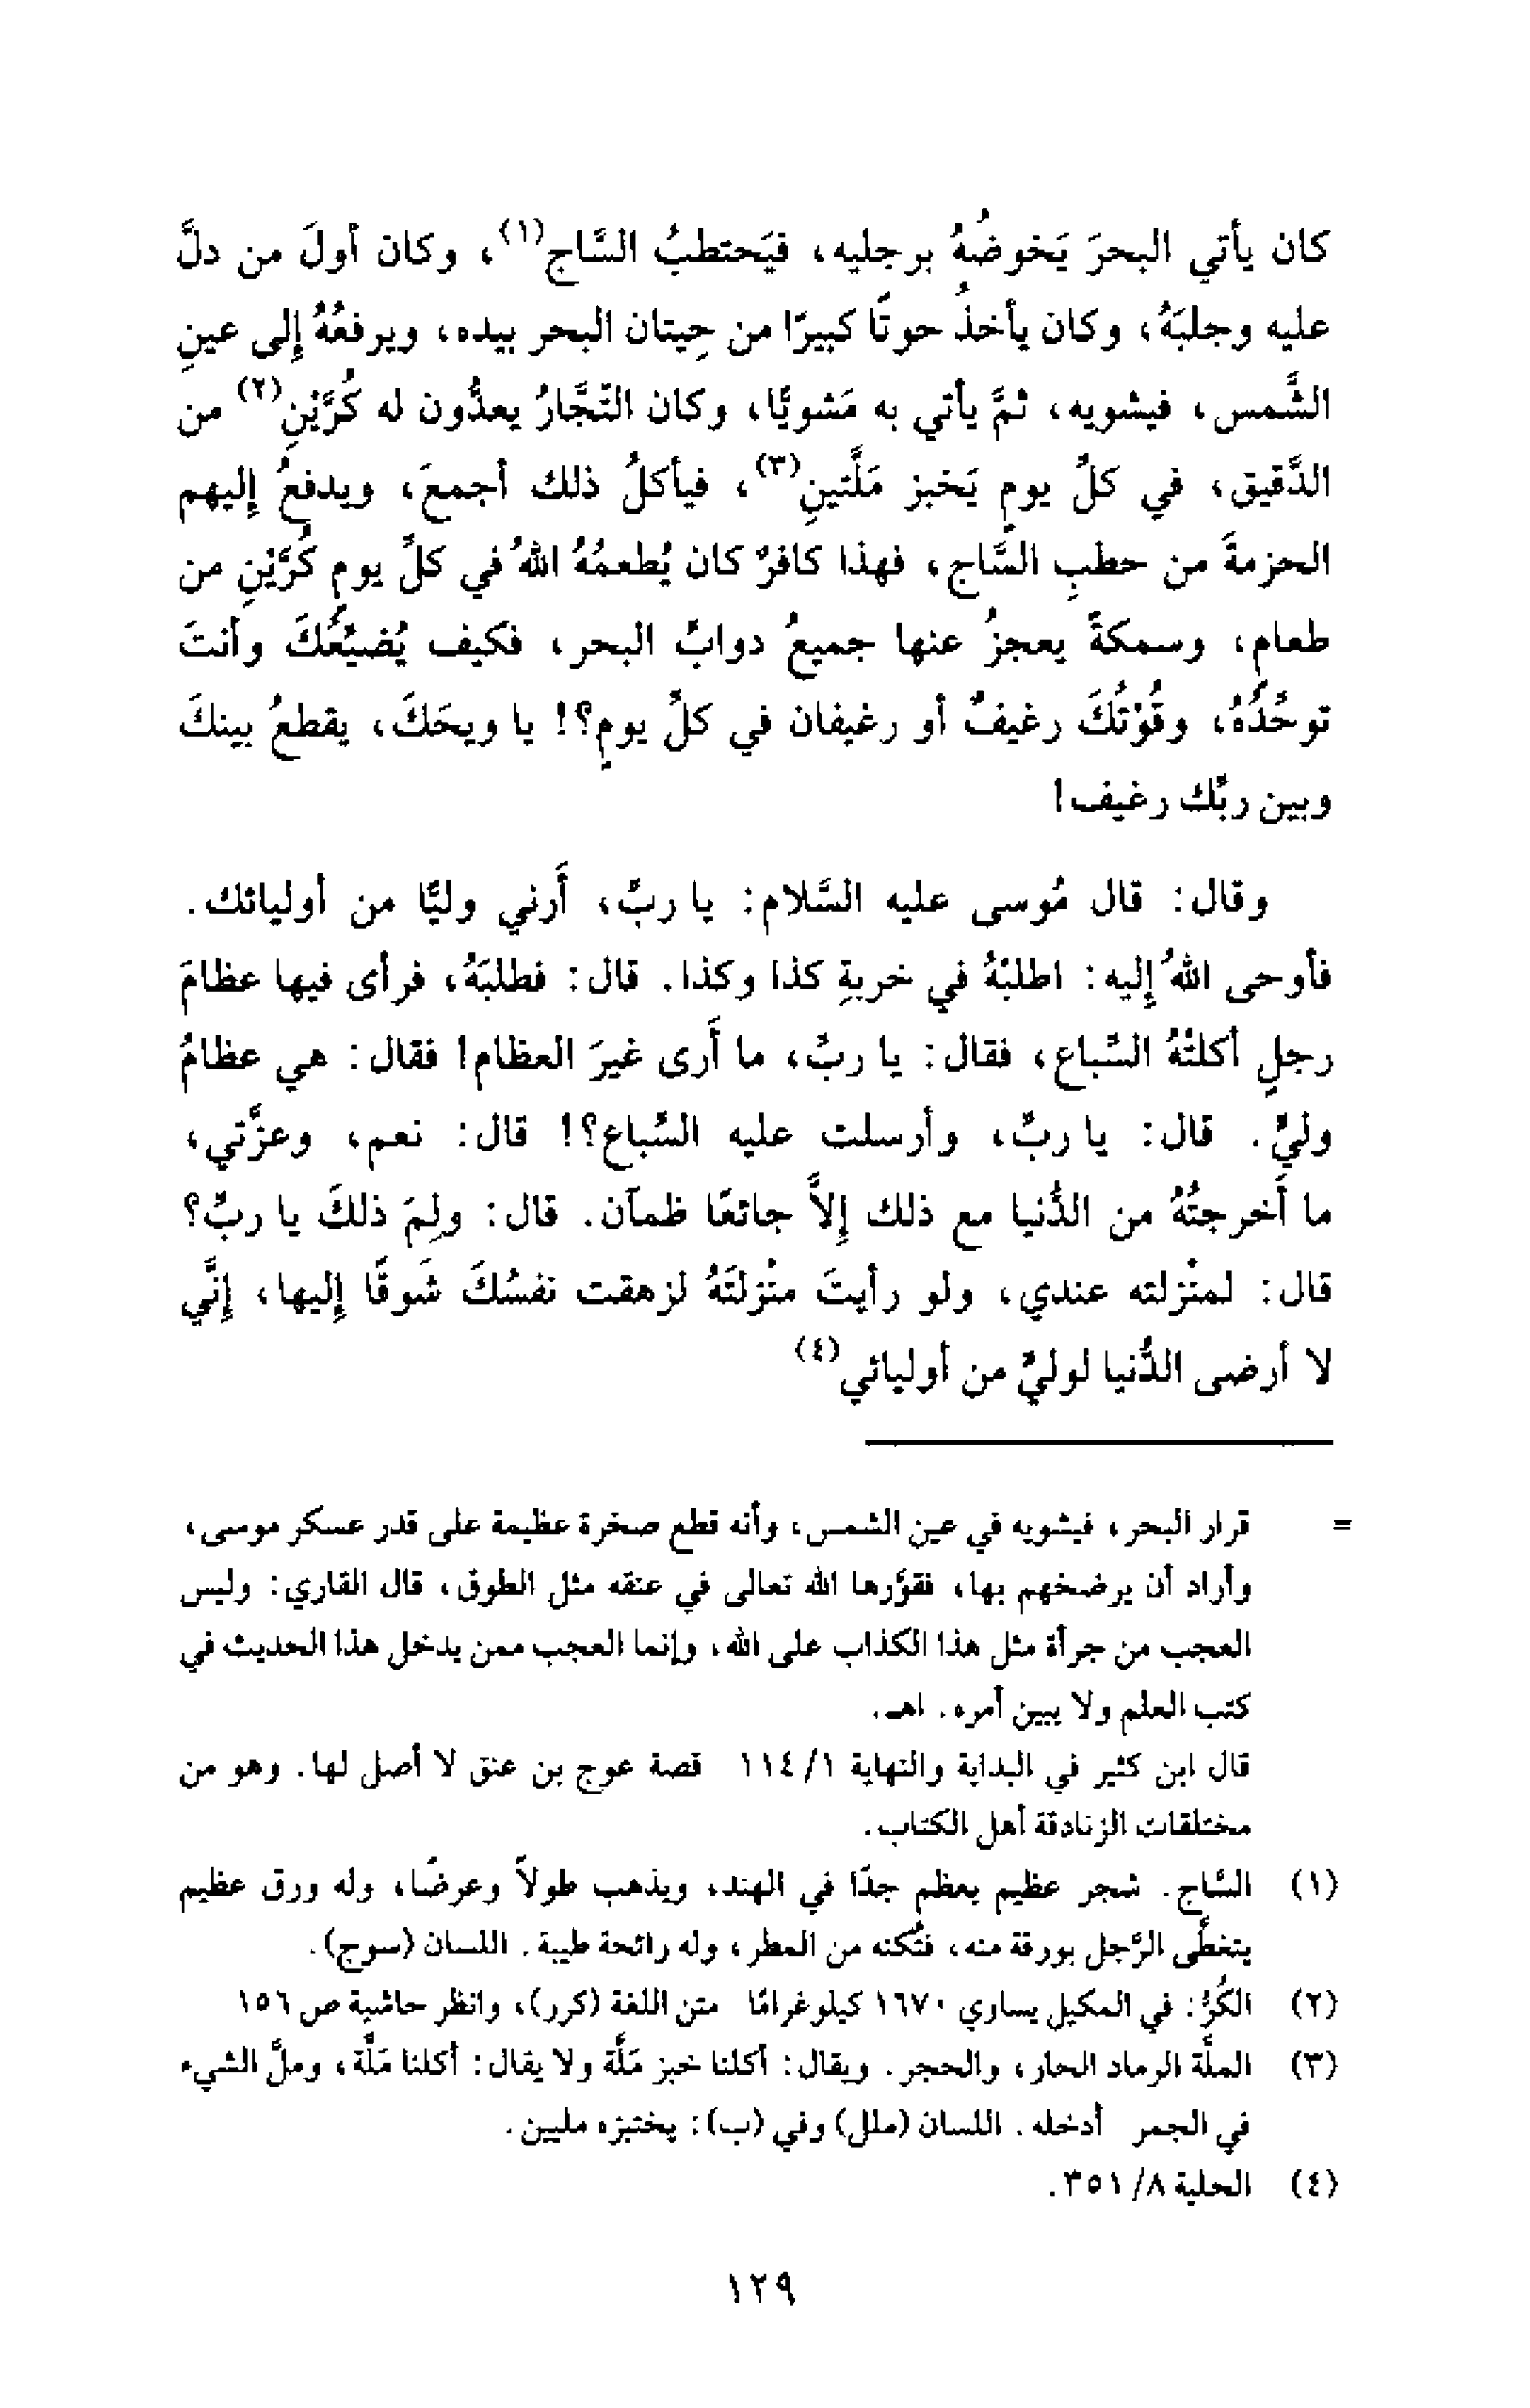 كان يأتي البحرَ يَخوضُهُ برجليه، فيَحتطبُ السَّاج(١)، وكان أولَ من دلَّ
عليه وجلبَهُ، وكان يأخذُ حوتًا كبيرًا من حِيتان البحر بيده، ويرفعُهُ إلى عينِ
الشَّمس، فيشويه، ثمَّ يأتي به مَشويًا، وكان التّجَّارُ يعدُّون له كُرَّيْنِ(٢) من
الدَّقيق، في كلِّ يومٍ يَخبز مَلَّتينِ(٣)، فيأكلُ ذلك أجمعَ، ويدفعُ إليهم
الحزمةَ من حطبِ السَّاج، فهذا كافرٌ كان يُطعمُهُ اللهُ في كلِّ يومٍ كُرَّيْنِ من
طعامٍ، وسمكةً يعجزُ عنها جميعُ دوابِّ البحر، فكيف يُضيِّعُكَ وأنتَ
توحِّدُهُ، وقُوْتُكَ رغيفٌ أو رغيفان في كلِّ يومٍ؟! يا ويحَكَ، يقطعُ بينكَ
وبين ربِّك رغيف!
وقال: قال مُوسى عليه السَّلام: يا ربِّ، أَرني وليًّا من أوليائك.
فأوحى اللهُ إليه: اطلبْهُ في خربةِ كذا وكذا. قال: فطلبَهُ، فرأى فيها عظامَ
رجلٍ أكلتْهُ السِّباع، فقال: يا ربِّ، ما أَرى غيرَ العظام! فقال: هي عظامُ
وليٍّ. قال: يا ربِّ، وأرسلت عليه السِّباع؟! قال: نعم، وعزَّتي،
ما أَخرجتُهُ من الدُّنيا مع ذلك إلاَّ جائعًا ظمآن. قال: ولِمَ ذلكَ يا ربِّ؟
قال: لمنْزلته عندي، ولو رأيتَ منْزلتَهُ لزهقت نفسُكَ شَوقًا إليها، إنَّي
لا أرضى الدُّنيا لوليٍّ من أوليائي(٤)
= قرار البحر، فيشويه في عين الشمس، وأنه قطع صخرة عظيمة على قدر عسكر موسى،
وأراد أن يرضخهم بها، فقوَّرها الله تعالى في عنقه مثل الطوق، قال القاري: وليس
العجب من جرأة مثل هذا الكذاب على الله، وإنما العجب ممن يدخل هذا الحديث في
كتب العلم ولا يبين أمره. اهـ.
قال ابن كثير في البداية والنهاية ١/ ١١٤ قصة عوج بن عنق لا أصل لها. وهو من
مختلقات الزنادقة أهل الكتاب.
(١) السَّاج. شجر عظيم يعظم جدًا في الهند، ويذهب طولاً وعرضًا، وله ورق عظيم
يتغطَّى الرَّجل بورقة منه، فتُكنه من المطر، وله رائحة طيبة. اللسان (سوج).
(٢) الكُرُّ: في المكيل يساوي ١٦٧٠ كيلوغرامًا متن اللغة (كرر)، وانظر حاشية ص ١٥٦
(٣) الملَّة الرماد الحار، والحجر. ويقال: أكلنا خبز مَلَّة ولا يقال: أكلنا مَلَّة، وملَّ الشيء
في الجمر أدخله. اللسان (ملل) وفي (ب): يختبزه مليين.
(٤) الحلية ٨/ ٣٥١.
١٢٩